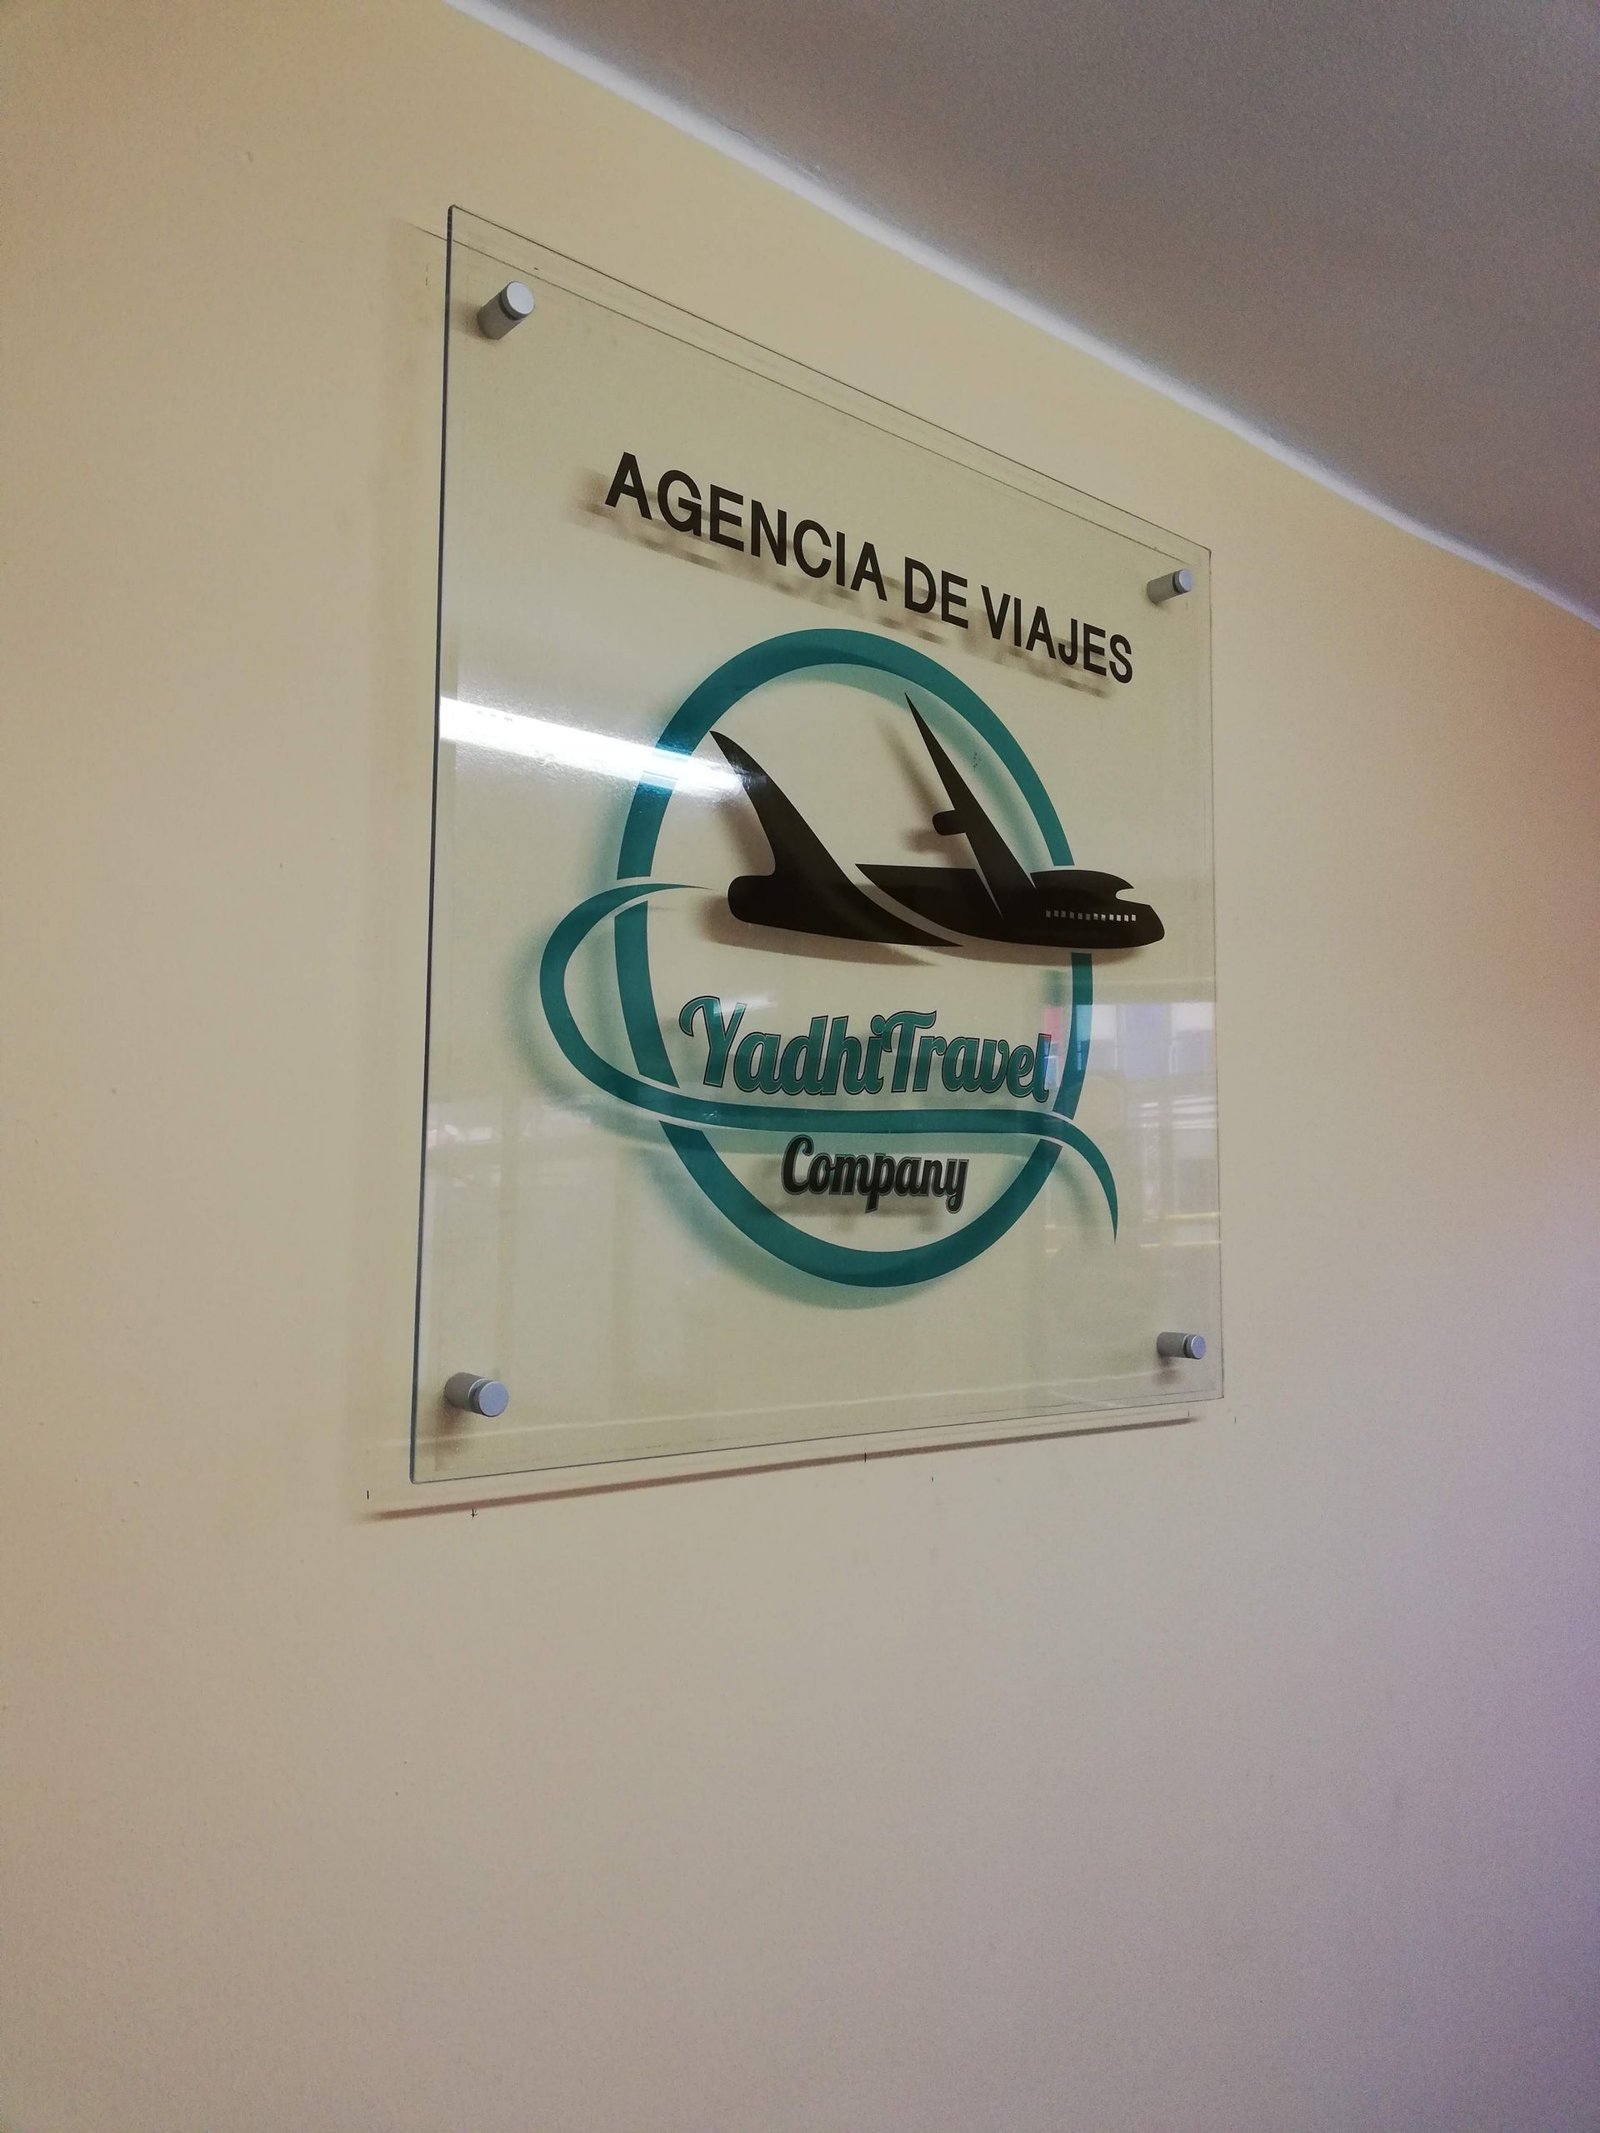 AGENCIA DE VIAJES
YadhiTravel
Company